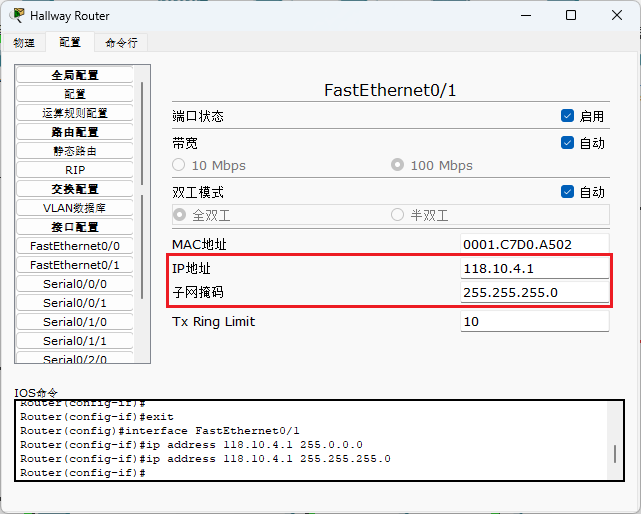 Hallway Router
物理 配置 命令行
全局配置
配置
运算规则配置
路由配置
静态路由
RIP
交换配置
VLAN数据库
接口配置
FastEthernet0/0
FastEthernet0/1
Serial0/0/0
Serial0/0/1
Serial0/1/0
Serial0/1/1
Serial0/2/0
FastEthernet0/1
端口状态 启用
带宽 自动
10 Mbps 100 Mbps
双工模式 自动
全双工 半双工
MAC地址 0001.C7D0.A502
IP地址 118.10.4.1
子网掩码 255.255.255.0
Tx Ring Limit 10
IOS命令
Router(config-if)#
Router(config-if)#exit
Router(config)#interface FastEthernet0/1
Router(config-if)#ip address 118.10.4.1 255.0.0.0
Router(config-if)#ip address 118.10.4.1 255.255.255.0
Router(config-if)#